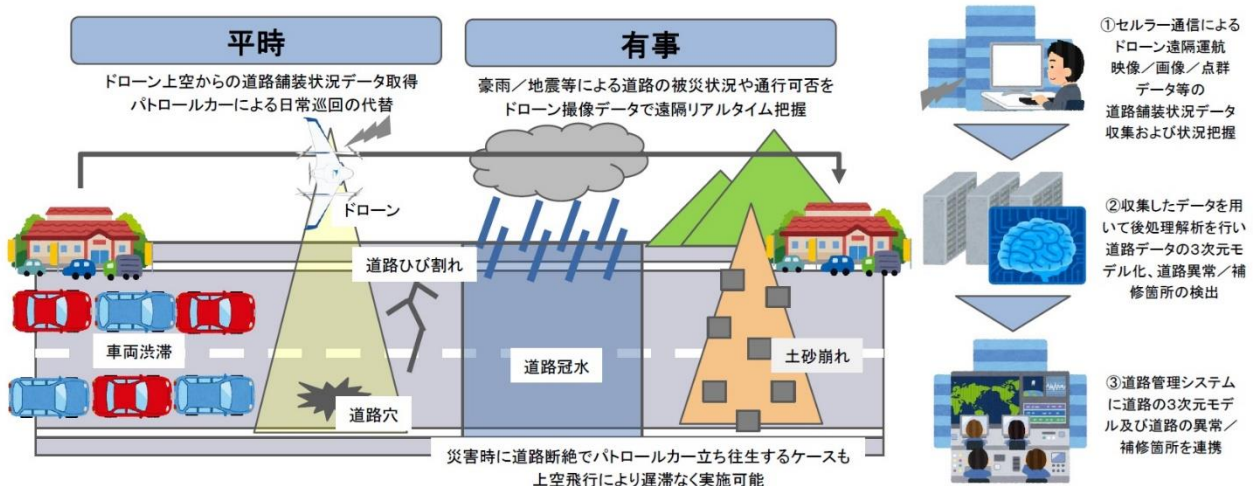 平時
ドローン上空からの道路舗装状況データ取得
パトロールカーによる日常巡回の代替
有事
豪雨／地震等による道路の被災状況や通行可否を
ドローン撮像データで遠隔リアルタイム把握
ドローン
道路ひび割れ
車両渋滞
道路穴
道路冠水
土砂崩れ
災害時に道路断絶でパトロールカー立ち往生するケースも
上空飛行により遅滞なく実施可能
①セルラー通信による
ドローン遠隔運航
映像／画像／点群
データ等の
道路舗装状況データ
収集および状況把握
②収集したデータを用
いて後処理解析を行い
道路データの３次元モ
デル化、道路異常／補
修箇所の検出
③道路管理システム
に道路の３次元モデ
ル及び道路の異常／
補修箇所を連携